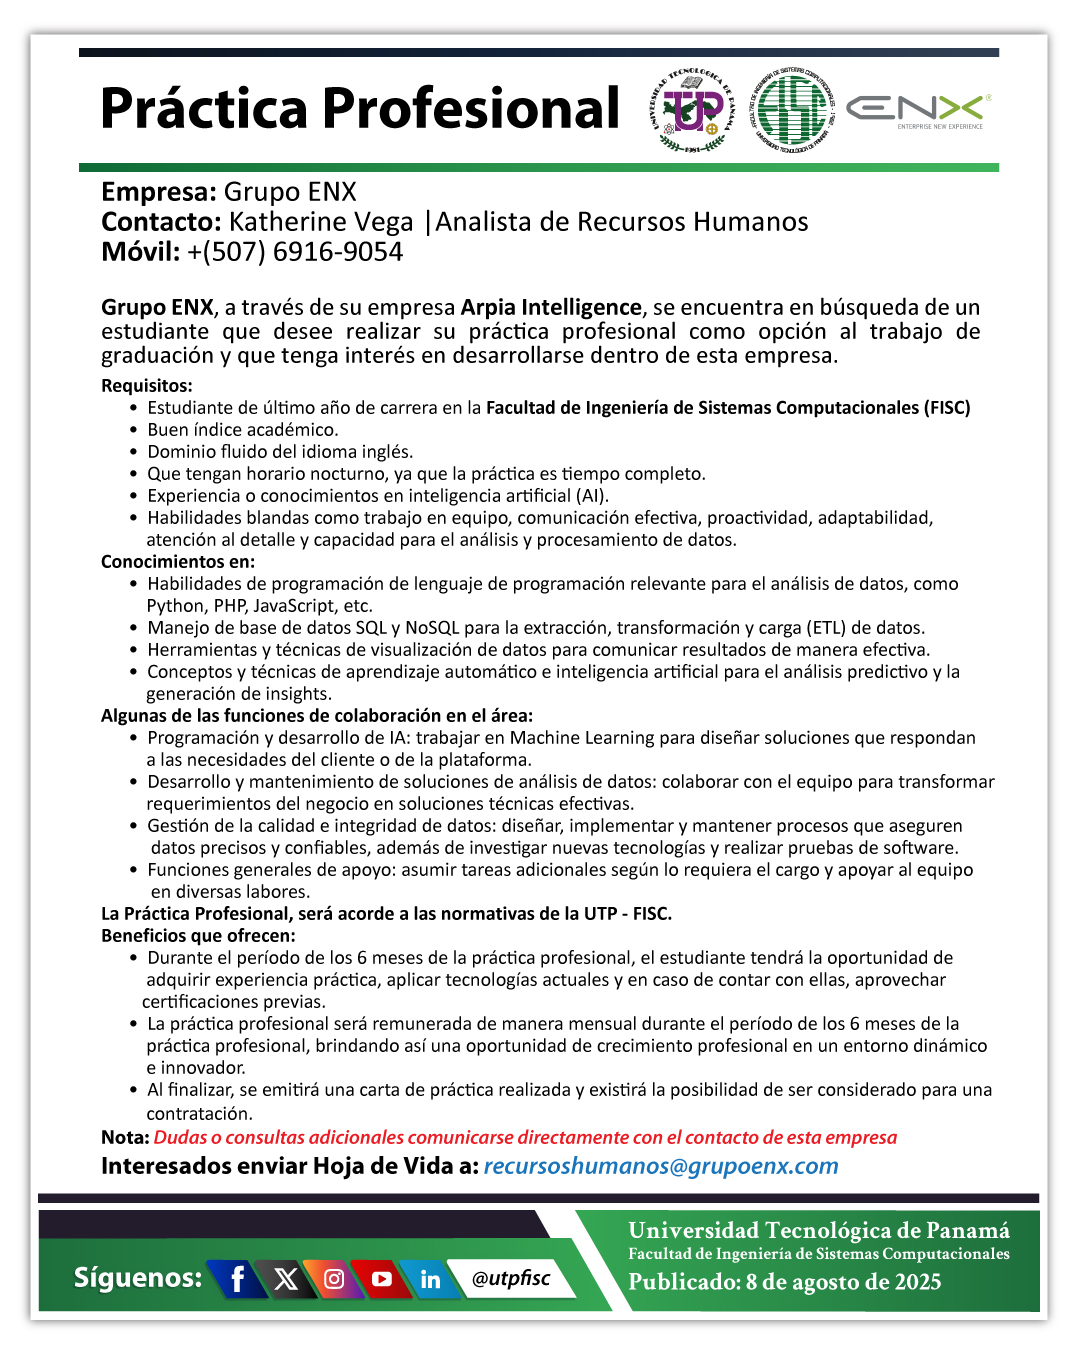 Práctica Profesional
UNIVERSIDAD TECNOLÓGICA DE PANAMÁ
UTP
1981
FACULTAD DE INGENIERÍA DE SISTEMAS COMPUTACIONALES
UNIVERSIDAD TECNOLÓGICA DE PANAMÁ
ENX®
ENTERPRISE NEW EXPERIENCE
Empresa: Grupo ENX
Contacto: Katherine Vega |Analista de Recursos Humanos
Móvil: +(507) 6916-9054
Grupo ENX, a través de su empresa Arpia Intelligence, se encuentra en búsqueda de un
estudiante que desee realizar su práctica profesional como opción al trabajo de
graduación y que tenga interés en desarrollarse dentro de esta empresa.
Requisitos:
• Estudiante de último año de carrera en la Facultad de Ingeniería de Sistemas Computacionales (FISC)
• Buen índice académico.
• Dominio fluido del idioma inglés.
• Que tengan horario nocturno, ya que la práctica es tiempo completo.
• Experiencia o conocimientos en inteligencia artificial (AI).
• Habilidades blandas como trabajo en equipo, comunicación efectiva, proactividad, adaptabilidad,
atención al detalle y capacidad para el análisis y procesamiento de datos.
Conocimientos en:
• Habilidades de programación de lenguaje de programación relevante para el análisis de datos, como
Python, PHP, JavaScript, etc.
• Manejo de base de datos SQL y NoSQL para la extracción, transformación y carga (ETL) de datos.
• Herramientas y técnicas de visualización de datos para comunicar resultados de manera efectiva.
• Conceptos y técnicas de aprendizaje automático e inteligencia artificial para el análisis predictivo y la
generación de insights.
Algunas de las funciones de colaboración en el área:
• Programación y desarrollo de IA: trabajar en Machine Learning para diseñar soluciones que respondan
a las necesidades del cliente o de la plataforma.
• Desarrollo y mantenimiento de soluciones de análisis de datos: colaborar con el equipo para transformar
requerimientos del negocio en soluciones técnicas efectivas.
• Gestión de la calidad e integridad de datos: diseñar, implementar y mantener procesos que aseguren
datos precisos y confiables, además de investigar nuevas tecnologías y realizar pruebas de software.
• Funciones generales de apoyo: asumir tareas adicionales según lo requiera el cargo y apoyar al equipo
en diversas labores.
La Práctica Profesional, será acorde a las normativas de la UTP - FISC.
Beneficios que ofrecen:
• Durante el período de los 6 meses de la práctica profesional, el estudiante tendrá la oportunidad de
adquirir experiencia práctica, aplicar tecnologías actuales y en caso de contar con ellas, aprovechar
certificaciones previas.
• La práctica profesional será remunerada de manera mensual durante el período de los 6 meses de la
práctica profesional, brindando así una oportunidad de crecimiento profesional en un entorno dinámico
e innovador.
• Al finalizar, se emitirá una carta de práctica realizada y existirá la posibilidad de ser considerado para una
contratación.
Nota: Dudas o consultas adicionales comunicarse directamente con el contacto de esta empresa
Interesados enviar Hoja de Vida a: recursoshumanos@grupoenx.com
Universidad Tecnológica de Panamá
Facultad de Ingeniería de Sistemas Computacionales
Publicado: 8 de agosto de 2025
Síguenos: @utpfisc